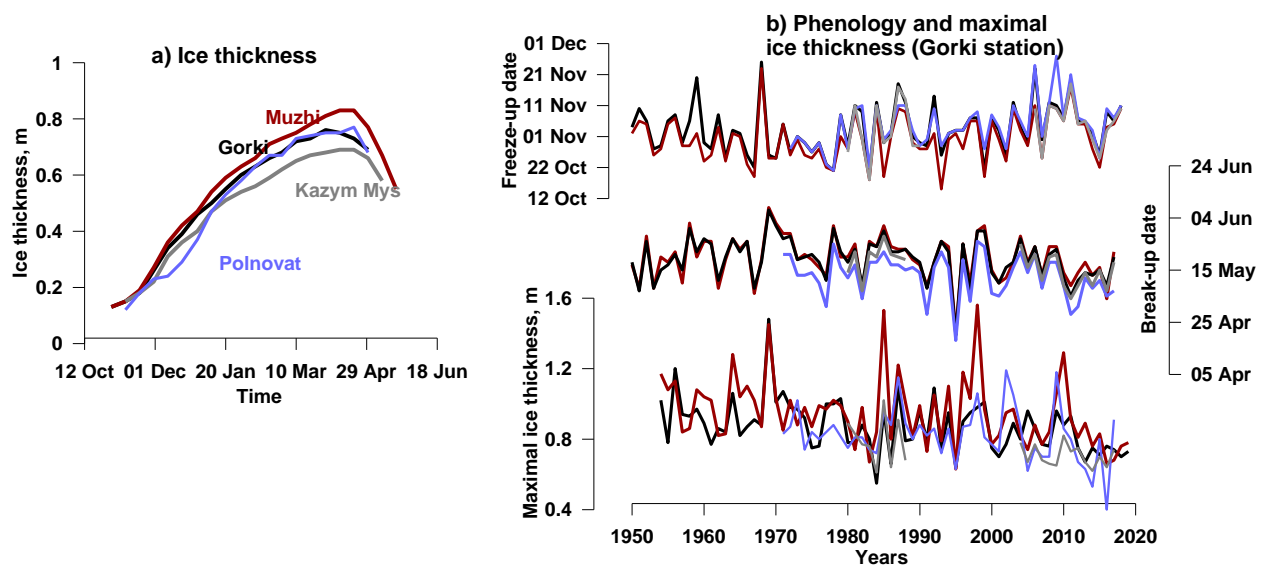 a) Ice thickness
Ice thickness, m
1
0.8
0.6
0.4
0.2
0
Muzhi
Gorki
Kazym Mys
Polnovat
12 Oct 01 Dec 20 Jan 10 Mar 29 Apr 18 Jun
Time
b) Phenology and maximal
ice thickness (Gorki station)
Freeze-up date
01 Dec
21 Nov
11 Nov
01 Nov
22 Oct
12 Oct
Break-up date
24 Jun
04 Jun
15 May
25 Apr
05 Apr
Maximal ice thickness, m
1.6
1.2
0.8
0.4
1950 1960 1970 1980 1990 2000 2010 2020
Years